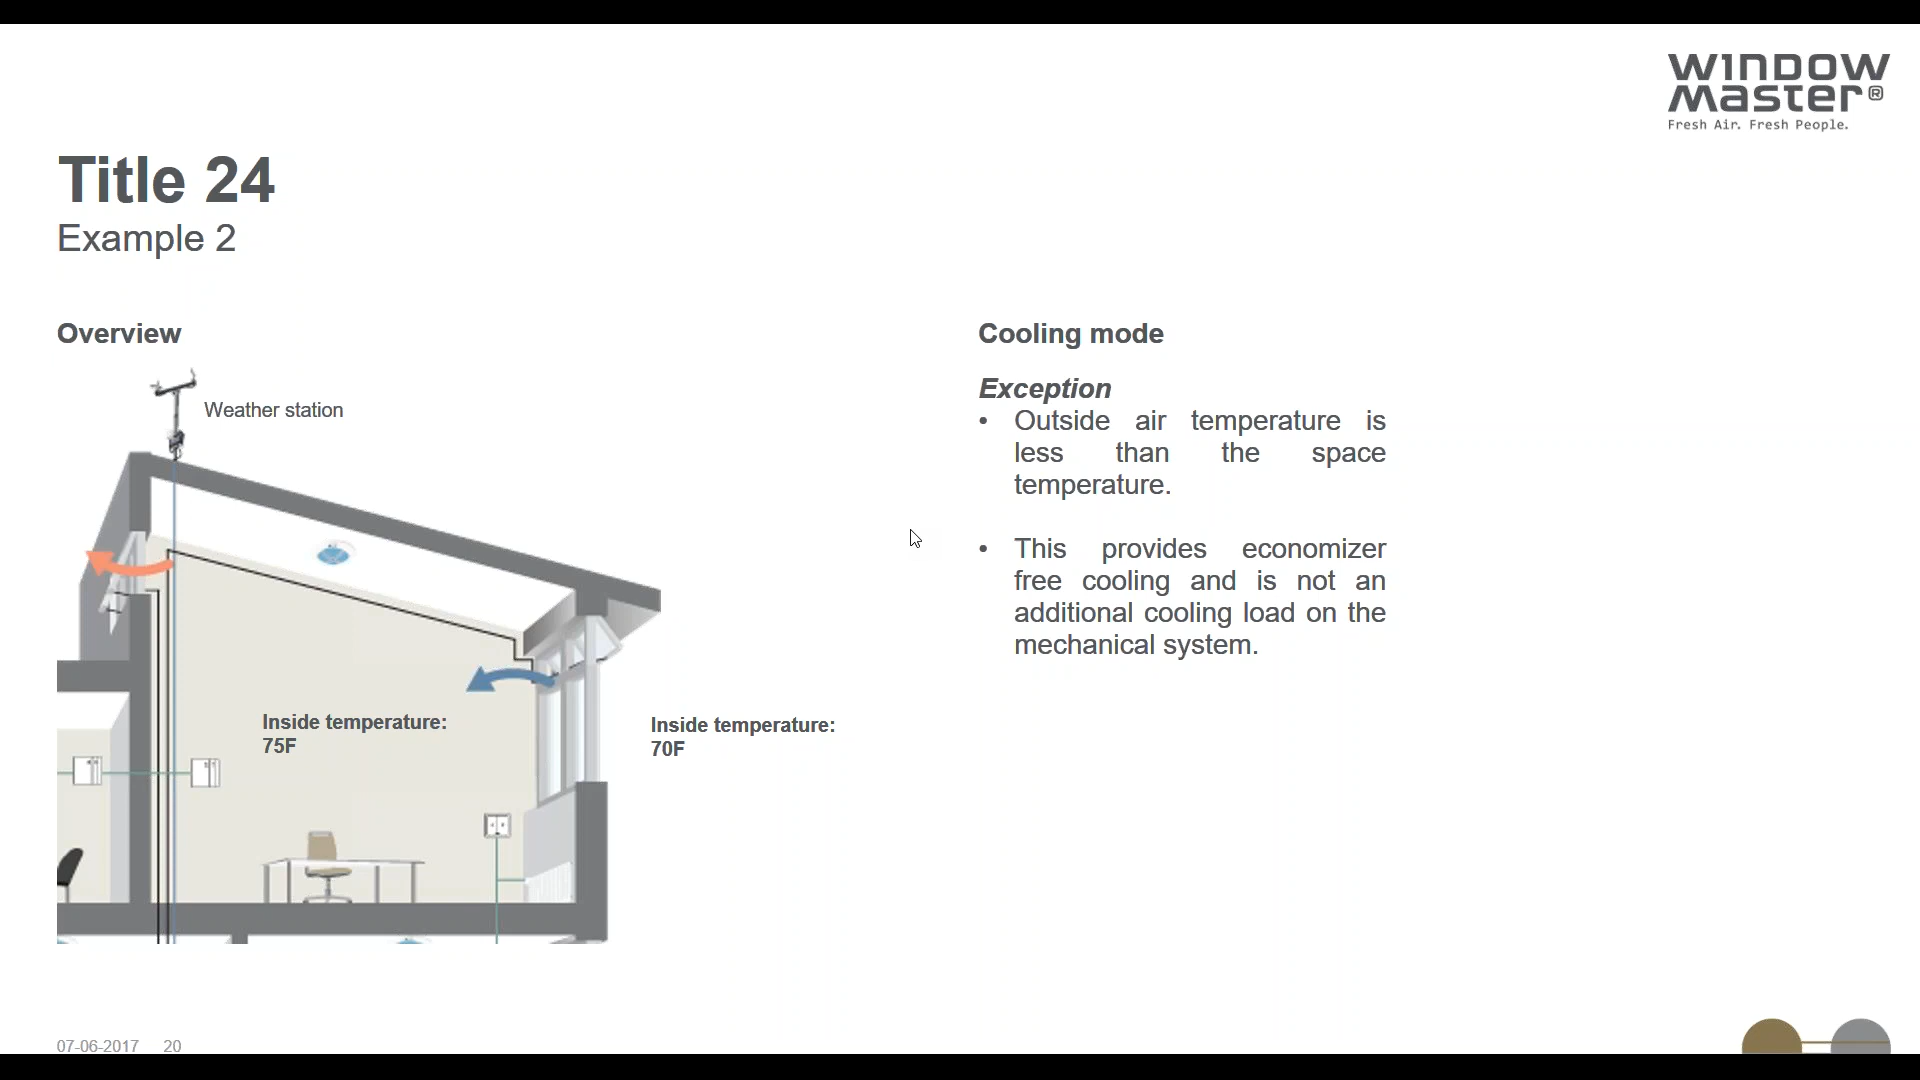 WINDOW
Master®
Fresh Air. Fresh People.
Title 24
Example 2
Overview
Weather station
Inside temperature:
75F
Inside temperature:
70F
Cooling mode
Exception
• Outside air temperature is
less than the space
temperature.
• This provides economizer
free cooling and is not an
additional cooling load on the
mechanical system.
07-06-2017 20